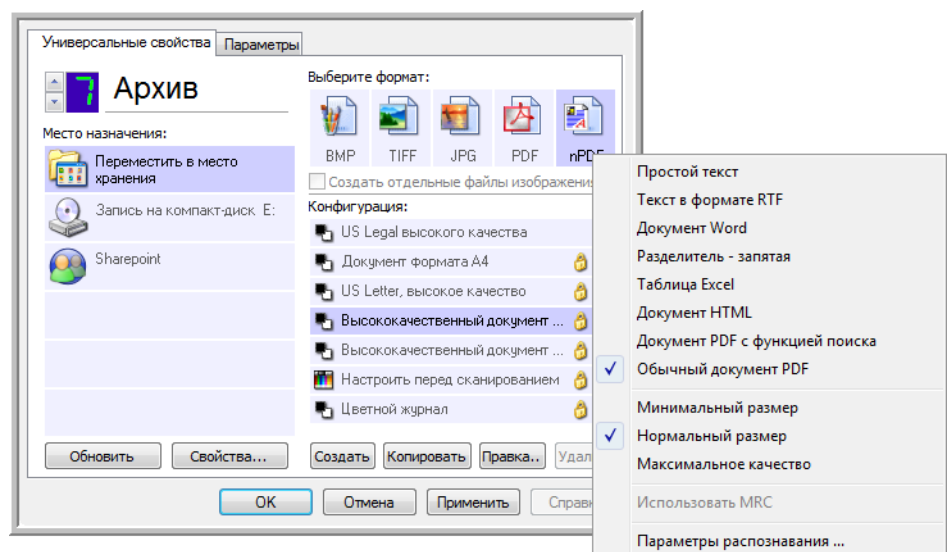 Универсальные свойства
Параметры
7 Архив
Место назначения:
Переместить в место
хранения
Запись на компакт-диск E:
Sharepoint
Обновить
Свойства...
Выберите формат:
BMP
TIFF
JPG
PDF
nPDF
Создать отдельные файлы изображени
Конфигурация:
US Legal высокого качества
Документ формата A4
US Letter, высокое качество
Высококачественный документ ...
Высококачественный документ ...
Настроить перед сканированием
Цветной журнал
Создать
Копировать
Правка..
Удал
OK
Отмена
Применить
Справк
Простой текст
Текст в формате RTF
Документ Word
Разделитель - запятая
Таблица Excel
Документ HTML
Документ PDF с функцией поиска
Обычный документ PDF
Минимальный размер
Нормальный размер
Максимальное качество
Использовать MRC
Параметры распознавания ...